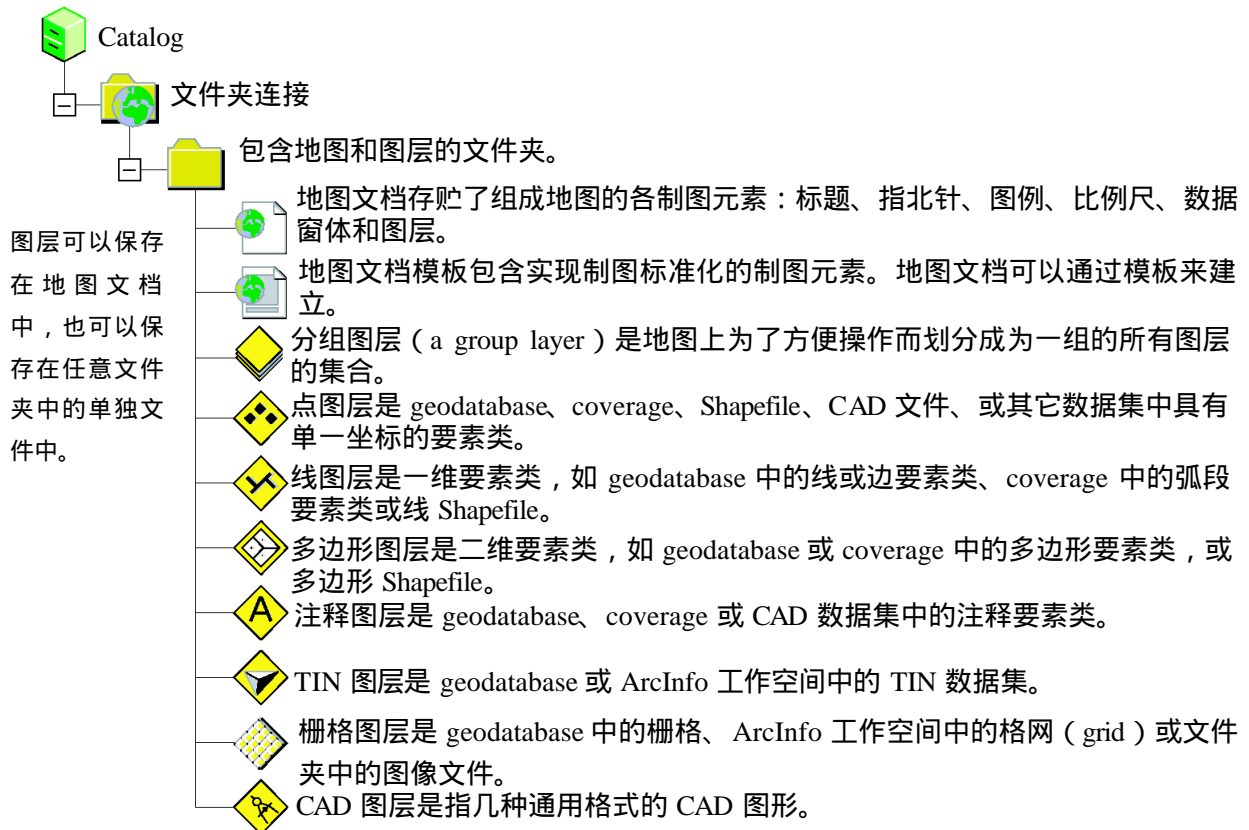 Catalog
文件夹连接
包含地图和图层的文件夹。
地图文档存贮了组成地图的各制图元素：标题、指北针、图例、比例尺、数据
窗体和图层。
图层可以保存
在地图文档
中，也可以保
存在任意文件
夹中的单独文
件中。
地图文档模板包含实现制图标准化的制图元素。地图文档可以通过模板来建
立。
分组图层（a group layer）是地图上为了方便操作而划分成为一组的所有图层
的集合。
点图层是 geodatabase、coverage、Shapefile、CAD 文件、或其它数据集中具有
单一坐标的要素类。
线图层是一维要素类，如 geodatabase 中的线或边要素类、coverage 中的弧段
要素类或线 Shapefile。
多边形图层是二维要素类，如 geodatabase 或 coverage 中的多边形要素类，或
多边形 Shapefile。
A
注释图层是 geodatabase、coverage 或 CAD 数据集中的注释要素类。
TIN 图层是 geodatabase 或 ArcInfo 工作空间中的 TIN 数据集。
栅格图层是 geodatabase 中的栅格、ArcInfo 工作空间中的格网（grid）或文件
夹中的图像文件。
CAD 图层是指几种通用格式的 CAD 图形。